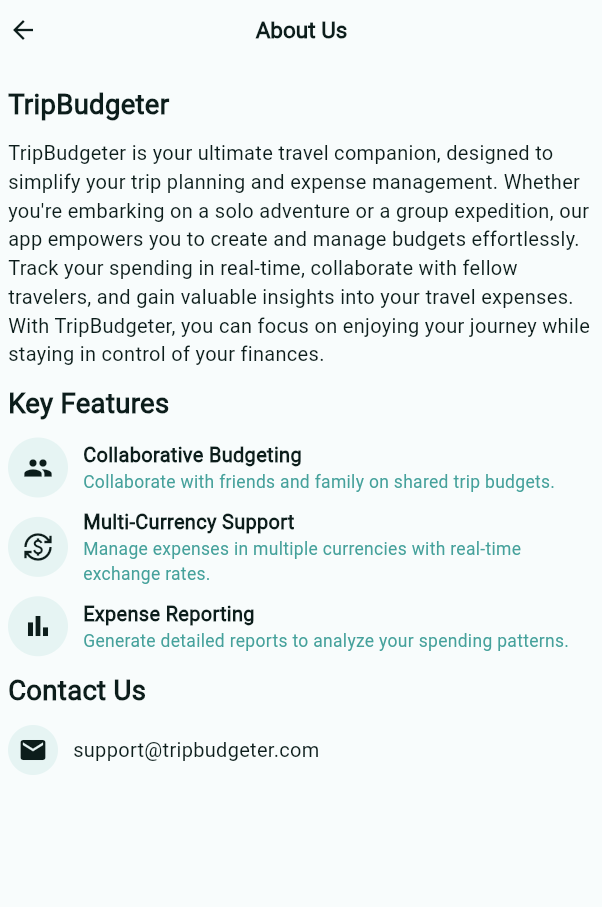 About Us
TripBudgeter
TripBudgeter is your ultimate travel companion, designed to
simplify your trip planning and expense management. Whether
you're embarking on a solo adventure or a group expedition, our
app empowers you to create and manage budgets effortlessly.
Track your spending in real-time, collaborate with fellow
travelers, and gain valuable insights into your travel expenses.
With TripBudgeter, you can focus on enjoying your journey while
staying in control of your finances.
Key Features
Collaborative Budgeting
Collaborate with friends and family on shared trip budgets.
Multi-Currency Support
Manage expenses in multiple currencies with real-time
exchange rates.
Expense Reporting
Generate detailed reports to analyze your spending patterns.
Contact Us
support@tripbudgeter.com